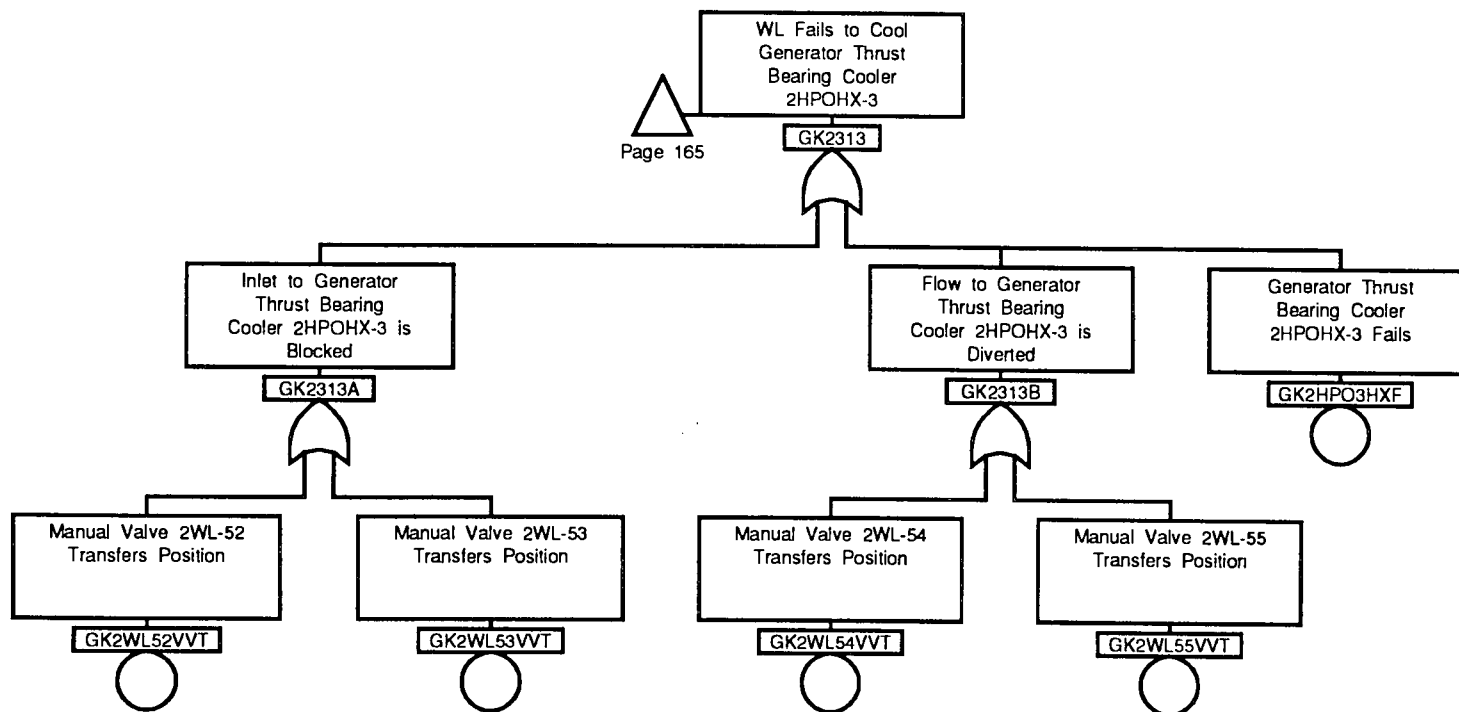 WL Fails to Cool
Generator Thrust
Bearing Cooler
2HPOHX-3
Page 165
GK2313
Inlet to Generator
Thrust Bearing
Cooler 2HPOHX-3 is
Blocked
GK2313A
Flow to Generator
Thrust Bearing
Cooler 2HPOHX-3 is
Diverted
GK2313B
Generator Thrust
Bearing Cooler
2HPOHX-3 Fails
GK2HPO3HXF
Manual Valve 2WL-52
Transfers Position
GK2WL52VVT
Manual Valve 2WL-53
Transfers Position
GK2WL53VVT
Manual Valve 2WL-54
Transfers Position
GK2WL54VVT
Manual Valve 2WL-55
Transfers Position
GK2WL55VVT